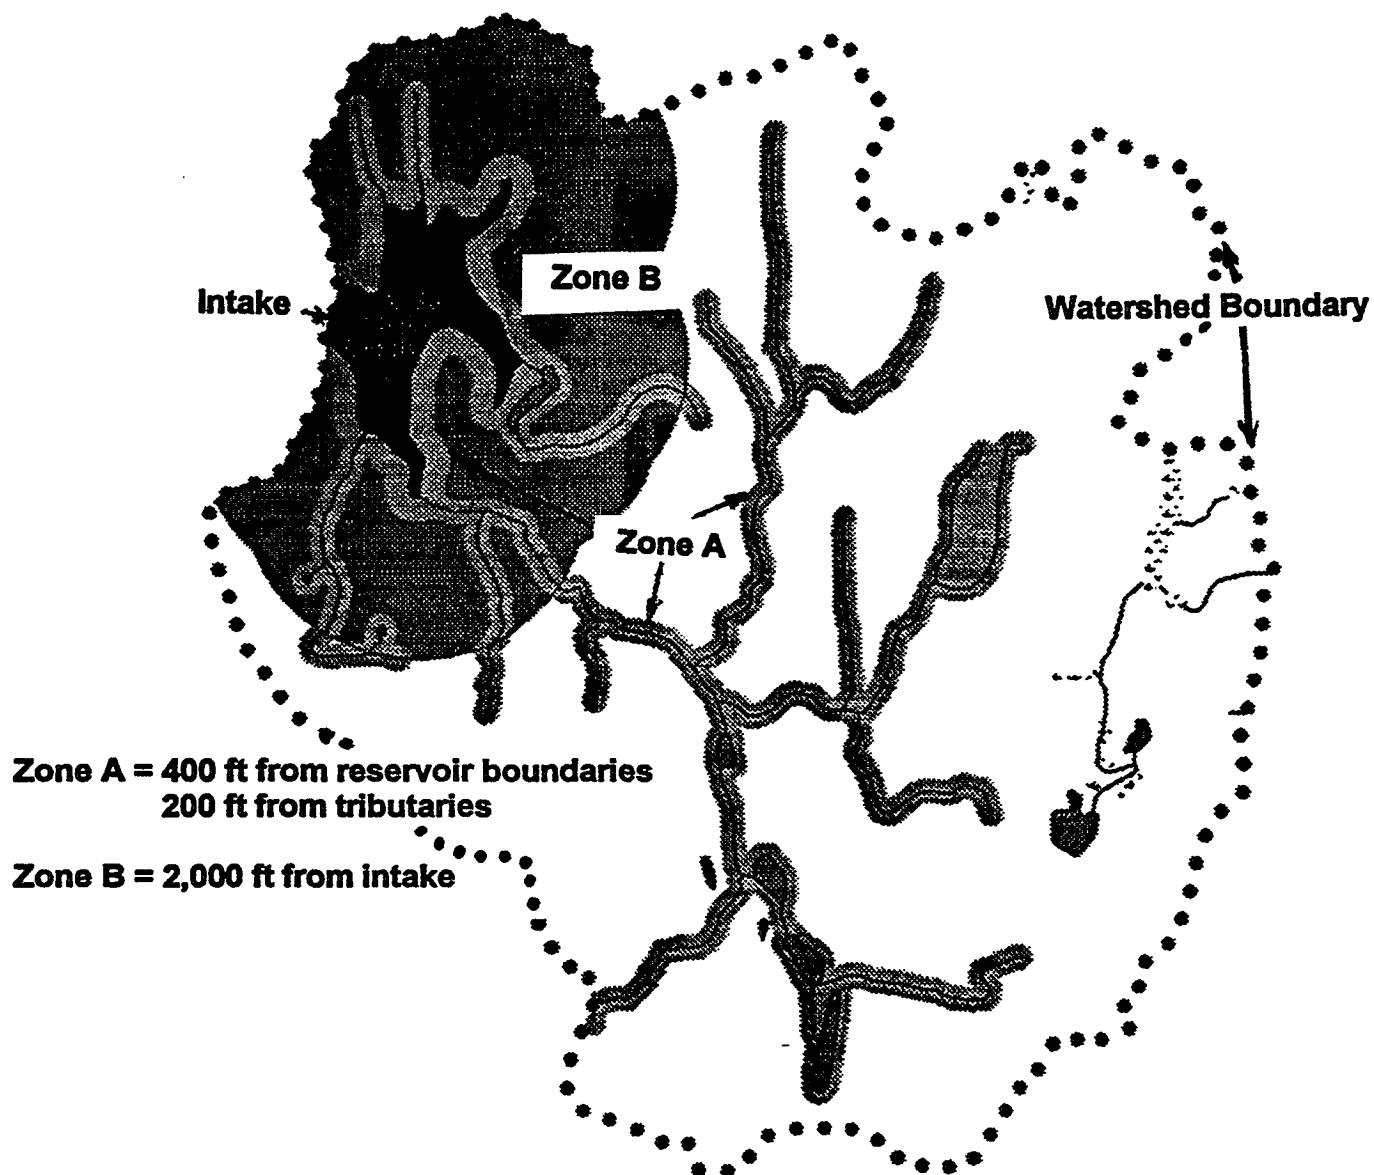 Zone B
Intake
Watershed Boundary
Zone A
Zone A = 400 ft from reservoir boundaries
200 ft from tributaries
Zone B = 2,000 ft from intake